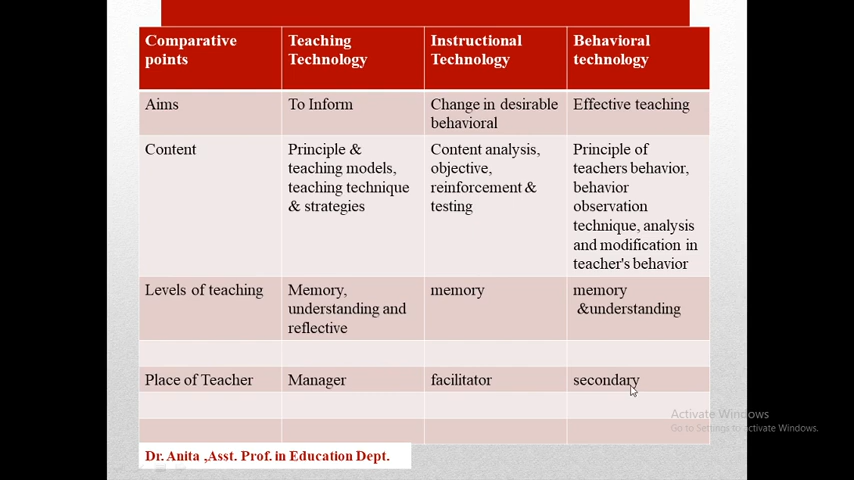 Comparative points
Teaching Technology
Instructional Technology
Behavioral technology
Aims
To Inform
Change in desirable
behavioral
Effective teaching
Content
Principle &
teaching models,
teaching technique
& strategies
Content analysis,
objective,
reinforcement &
testing
Principle of
teachers behavior,
behavior
observation
technique, analysis
and modification in
teacher's behavior
Levels of teaching
Memory,
understanding and
reflective
memory
memory
&understanding
Place of Teacher
Manager
facilitator
secondary
Activate Windows
Go to Settings to activate Windows.
Dr. Anita ,Asst. Prof. in Education Dept.